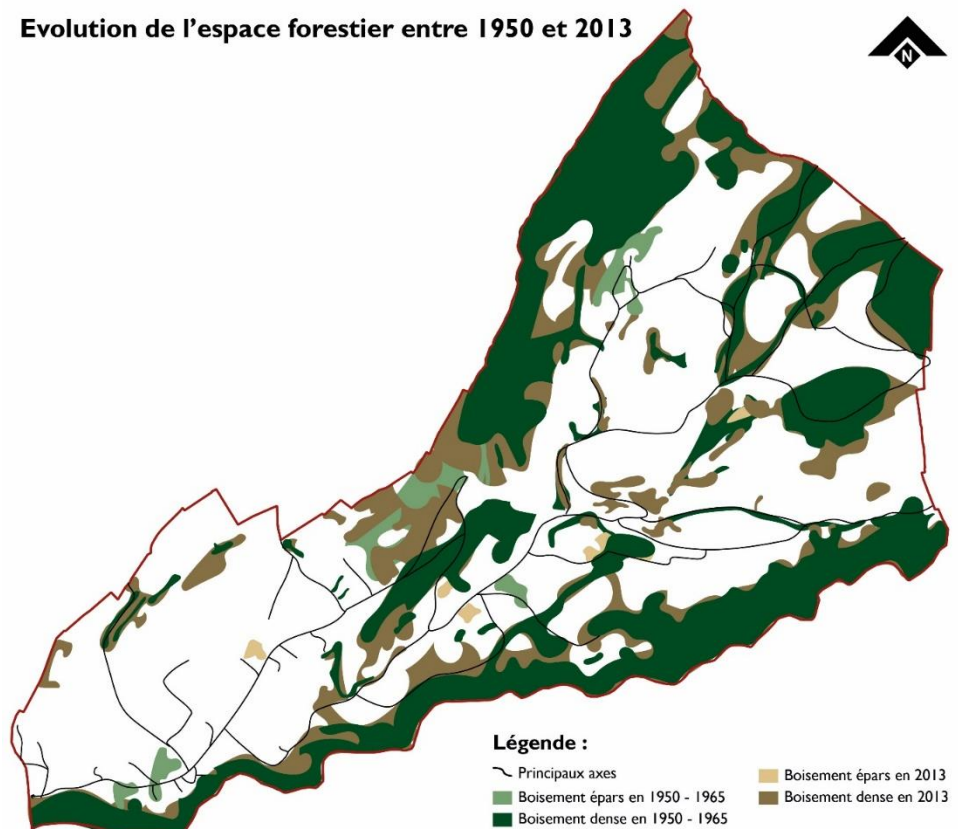 Evolution de l'espace forestier entre 1950 et 2013
N
Légende :
Principaux axes
Boisement épars en 1950 - 1965
Boisement dense en 1950 - 1965
Boisement épars en 2013
Boisement dense en 2013